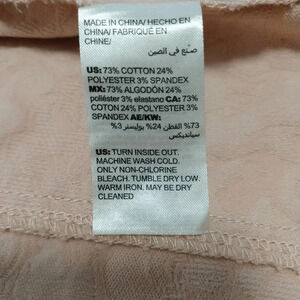 MADE IN CHINA/ HECHO EN
CHINA/ FABRIQUÉ EN
CHINE/
صنع في الصين
US: 73% COTTON 24%
POLYESTER 3% SPANDEX
MX: 73% ALGODÓN 24%
poliéster 3% elastano CA: 73%
COTON 24% POLYESTER 3%
SPANDEX AE/KW:
73% القطن 24% بوليستر 3%
سباندیکس
US: TURN INSIDE OUT.
MACHINE WASH COLD.
ONLY NON-CHLORINE
BLEACH. TUMBLE DRY LOW.
WARM IRON. MAY BE DRY
CLEANED.